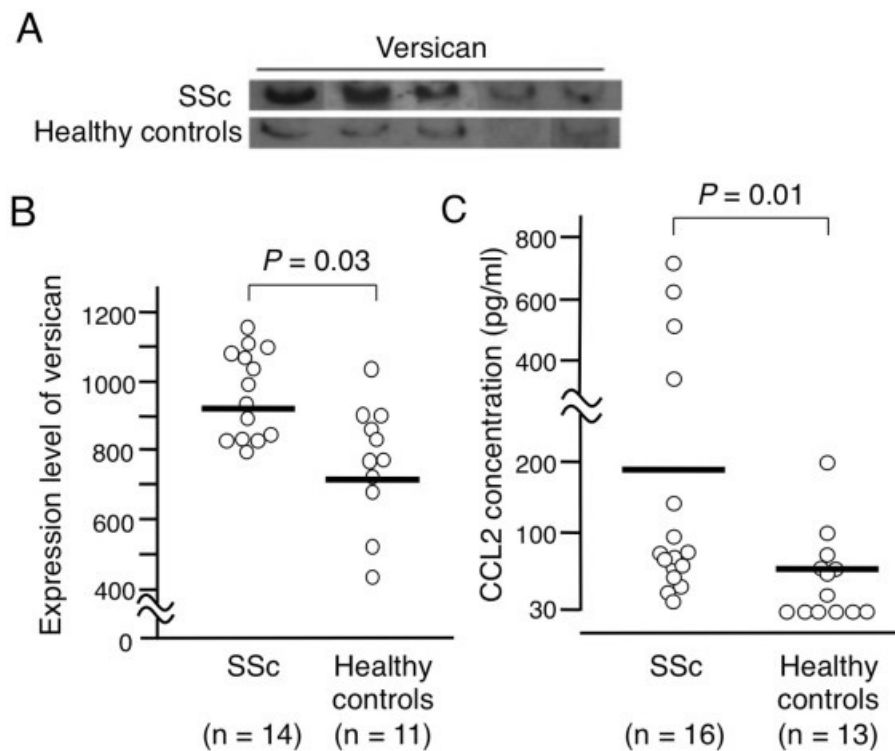 A
Versican
SSc
Healthy controls
B
P = 0.03
Expression level of versican
1200
1000
800
600
400
0
SSc
Healthy
controls
(n = 14)
(n = 11)
C
P = 0.01
CCL2 concentration (pg/ml)
800
600
400
200
100
30
SSc
Healthy
controls
(n = 16)
(n = 13)